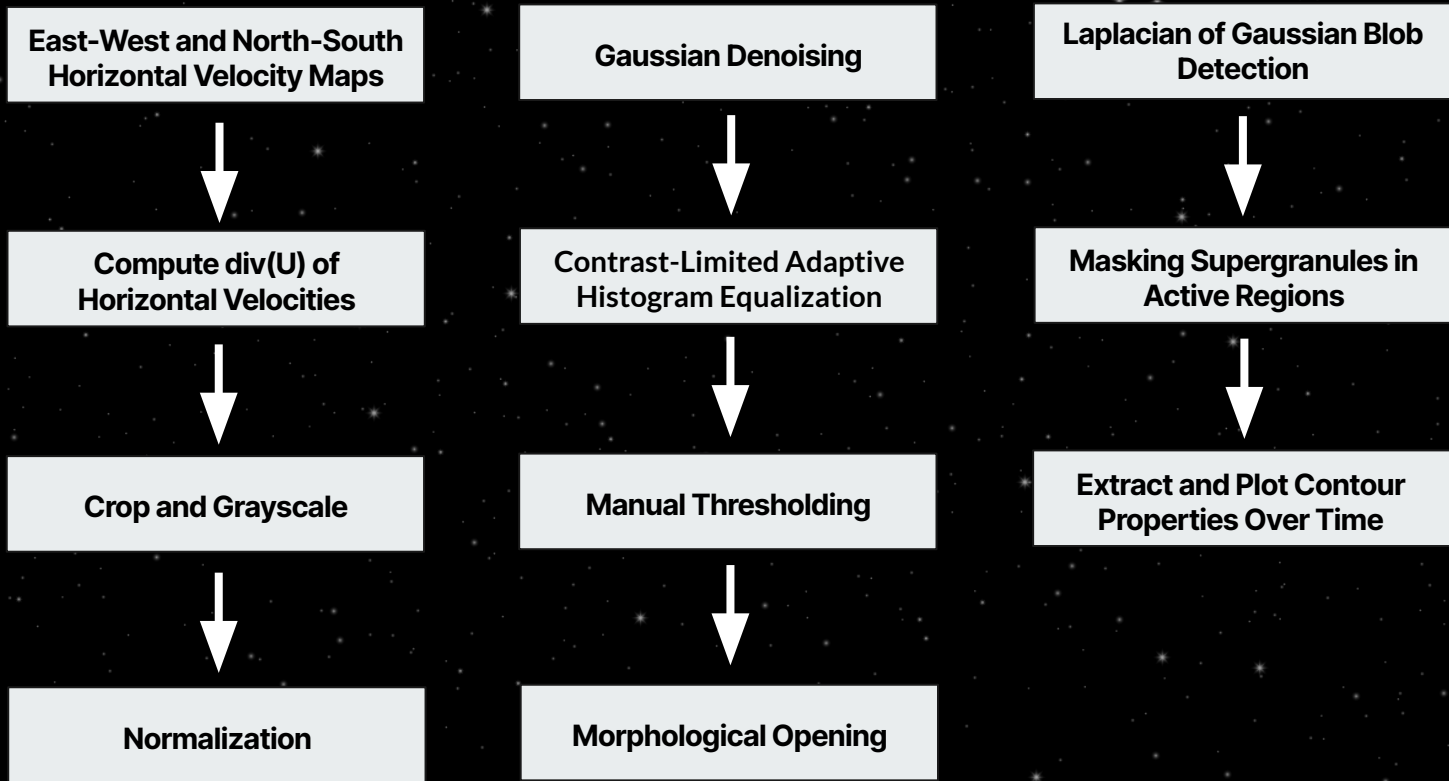 East-West and North-South
Horizontal Velocity Maps
Compute div(U) of
Horizontal Velocities
Crop and Grayscale
Normalization
Gaussian Denoising
Contrast-Limited Adaptive
Histogram Equalization
Manual Thresholding
Morphological Opening
Laplacian of Gaussian Blob
Detection
Masking Supergranules in
Active Regions
Extract and Plot Contour
Properties Over Time